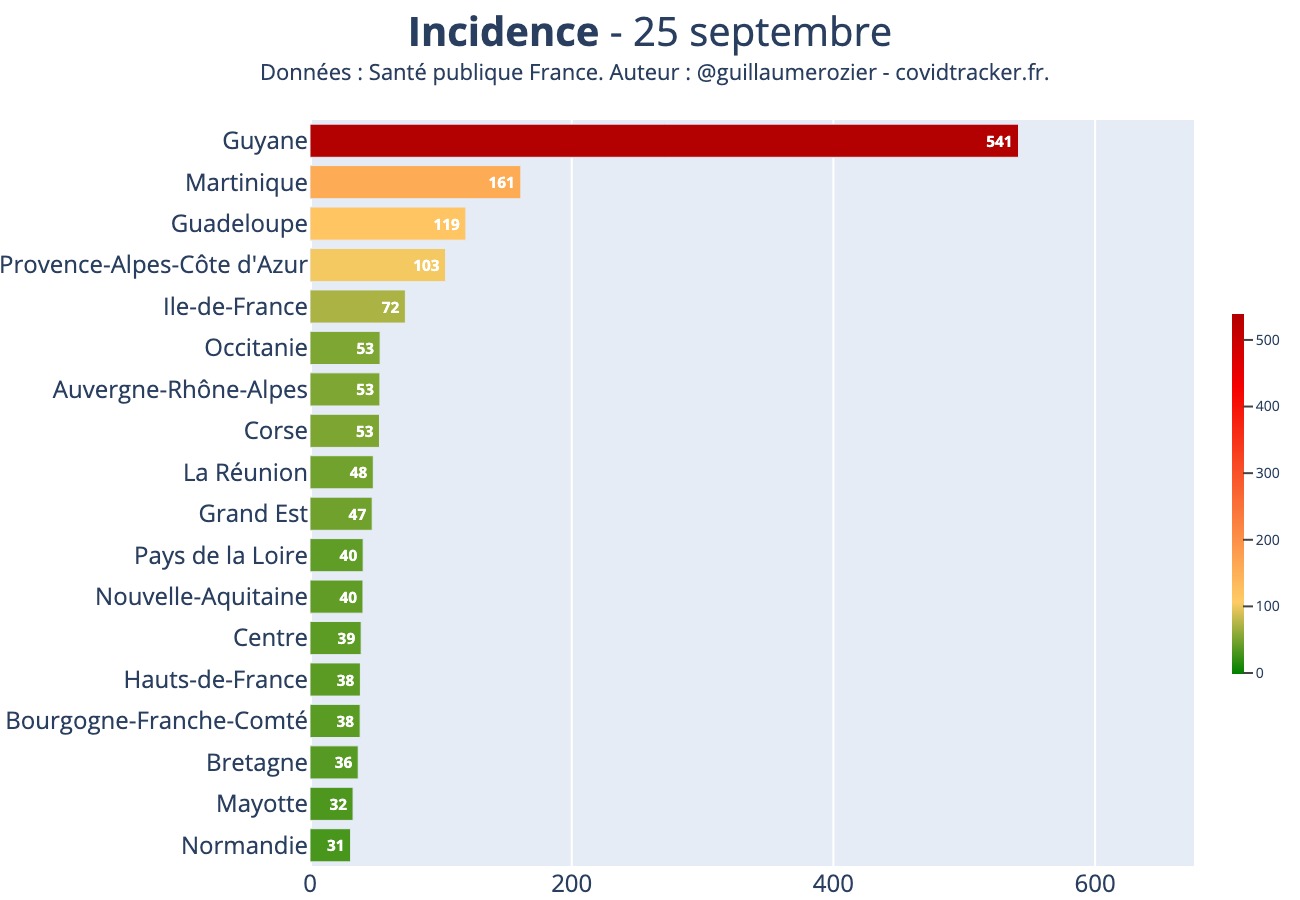 Incidence - 25 septembre
Données : Santé publique France. Auteur : @guillaumerozier - covidtracker.fr.
Guyane 541
Martinique 161
Guadeloupe 119
Provence-Alpes-Côte d'Azur 103
Ile-de-France 72
Occitanie 53
Auvergne-Rhône-Alpes 53
Corse 53
La Réunion 48
Grand Est 47
Pays de la Loire 40
Nouvelle-Aquitaine 40
Centre 39
Hauts-de-France 38
Bourgogne-Franche-Comté 38
Bretagne 36
Mayotte 32
Normandie 31
0 200 400 600
500
400
300
200
100
0